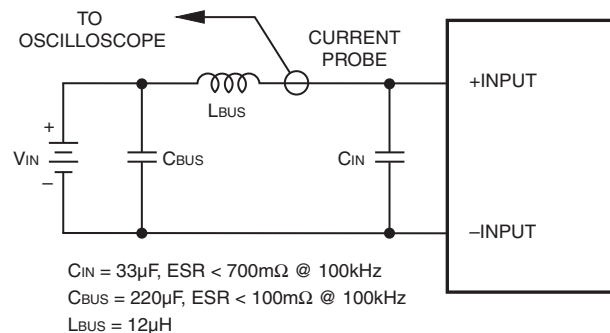 TO
OSCILLOSCOPE
CURRENT
PROBE
+INPUT
LBUS
+
VIN
CBUS
CIN
–
–INPUT
CIN = 33µF, ESR < 700mΩ @ 100kHz
CBUS = 220µF, ESR < 100mΩ @ 100kHz
LBUS = 12µH